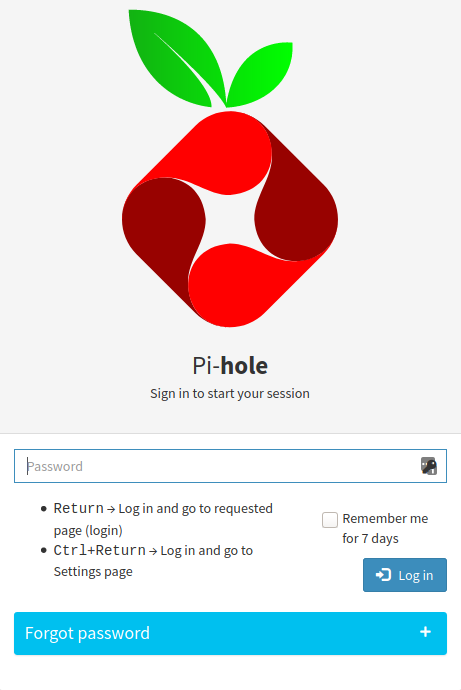 Pi-hole
Sign in to start your session
Password
Return → Log in and go to requested
page (login)
Ctrl+Return → Log in and go to
Settings page
Remember me
for 7 days
Log in
Forgot password
+